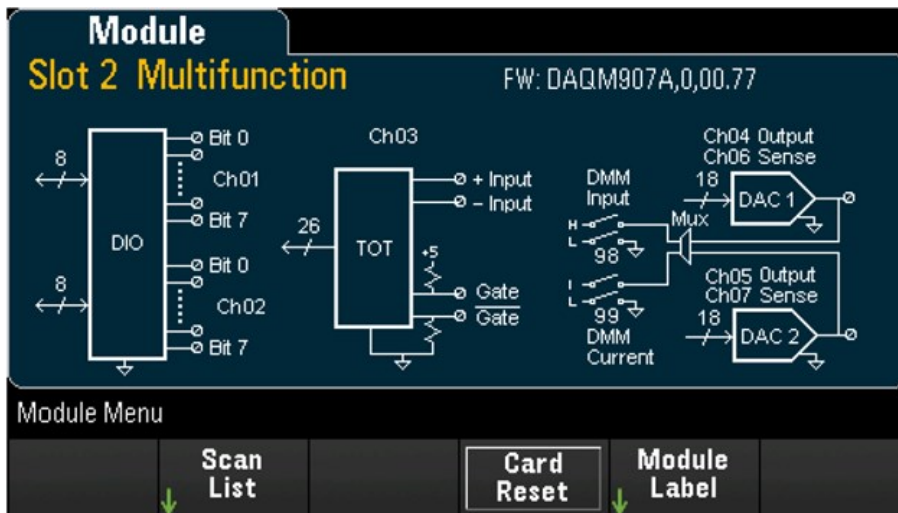 Module
Slot 2 Multifunction
FW: DAQM907A,0,00.77
8
DIO
8
Bit 0
Ch01
Bit 7
Bit 0
Ch02
Bit 7
Ch03
26
TOT
+ Input
- Input
+5
Gate
Gate
DMM
Input
H
L
98
I
L
99
DMM
Current
Mux
Ch04 Output
Ch06 Sense
18
DAC 1
Ch05 Output
Ch07 Sense
18
DAC 2
Module Menu
Scan
List
Card
Reset
Module
Label